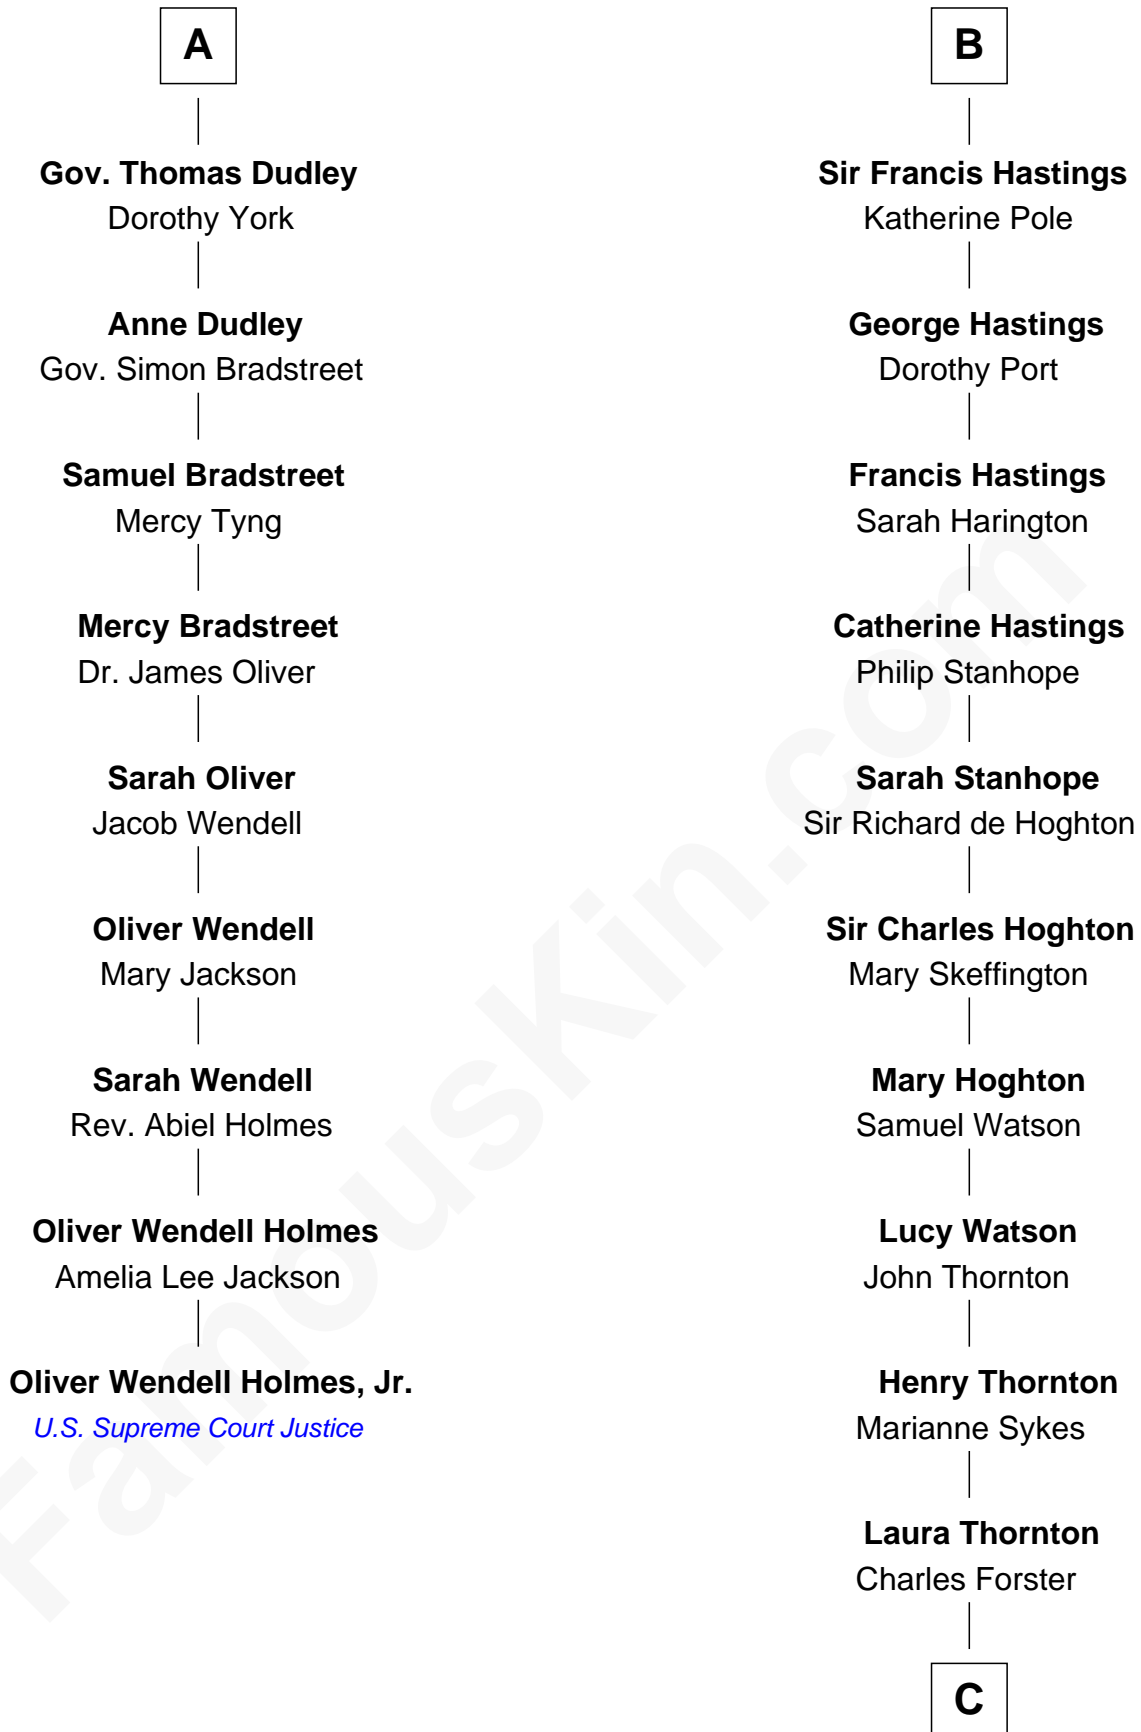 A
Gov. Thomas Dudley
Dorothy York
Anne Dudley
Gov. Simon Bradstreet
Samuel Bradstreet
Mercy Tyng
Mercy Bradstreet
Dr. James Oliver
Sarah Oliver
Jacob Wendell
Oliver Wendell
Mary Jackson
Sarah Wendell
Rev. Abiel Holmes
Oliver Wendell Holmes
Amelia Lee Jackson
Oliver Wendell Holmes, Jr.
U.S. Supreme Court Justice
B
Sir Francis Hastings
Katherine Pole
George Hastings
Dorothy Port
Francis Hastings
Sarah Harington
Catherine Hastings
Philip Stanhope
Sarah Stanhope
Sir Richard de Hoghton
Sir Charles Hoghton
Mary Skeffington
Mary Hoghton
Samuel Watson
Lucy Watson
John Thornton
Henry Thornton
Marianne Sykes
Laura Thornton
Charles Forster
C
FamousKin.com